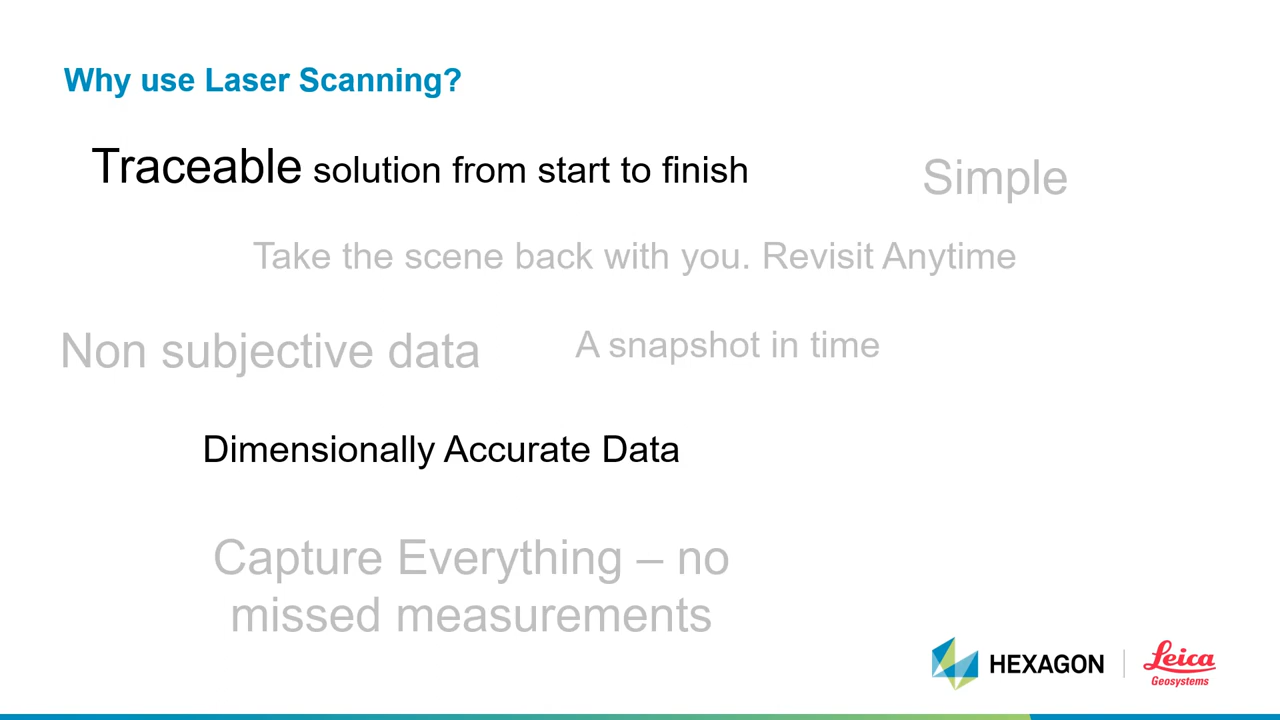 Why use Laser Scanning?
Traceable solution from start to finish
Simple
Take the scene back with you. Revisit Anytime
Non subjective data
A snapshot in time
Dimensionally Accurate Data
Capture Everything – no
missed measurements
HEXAGON
Leica
Geosystems